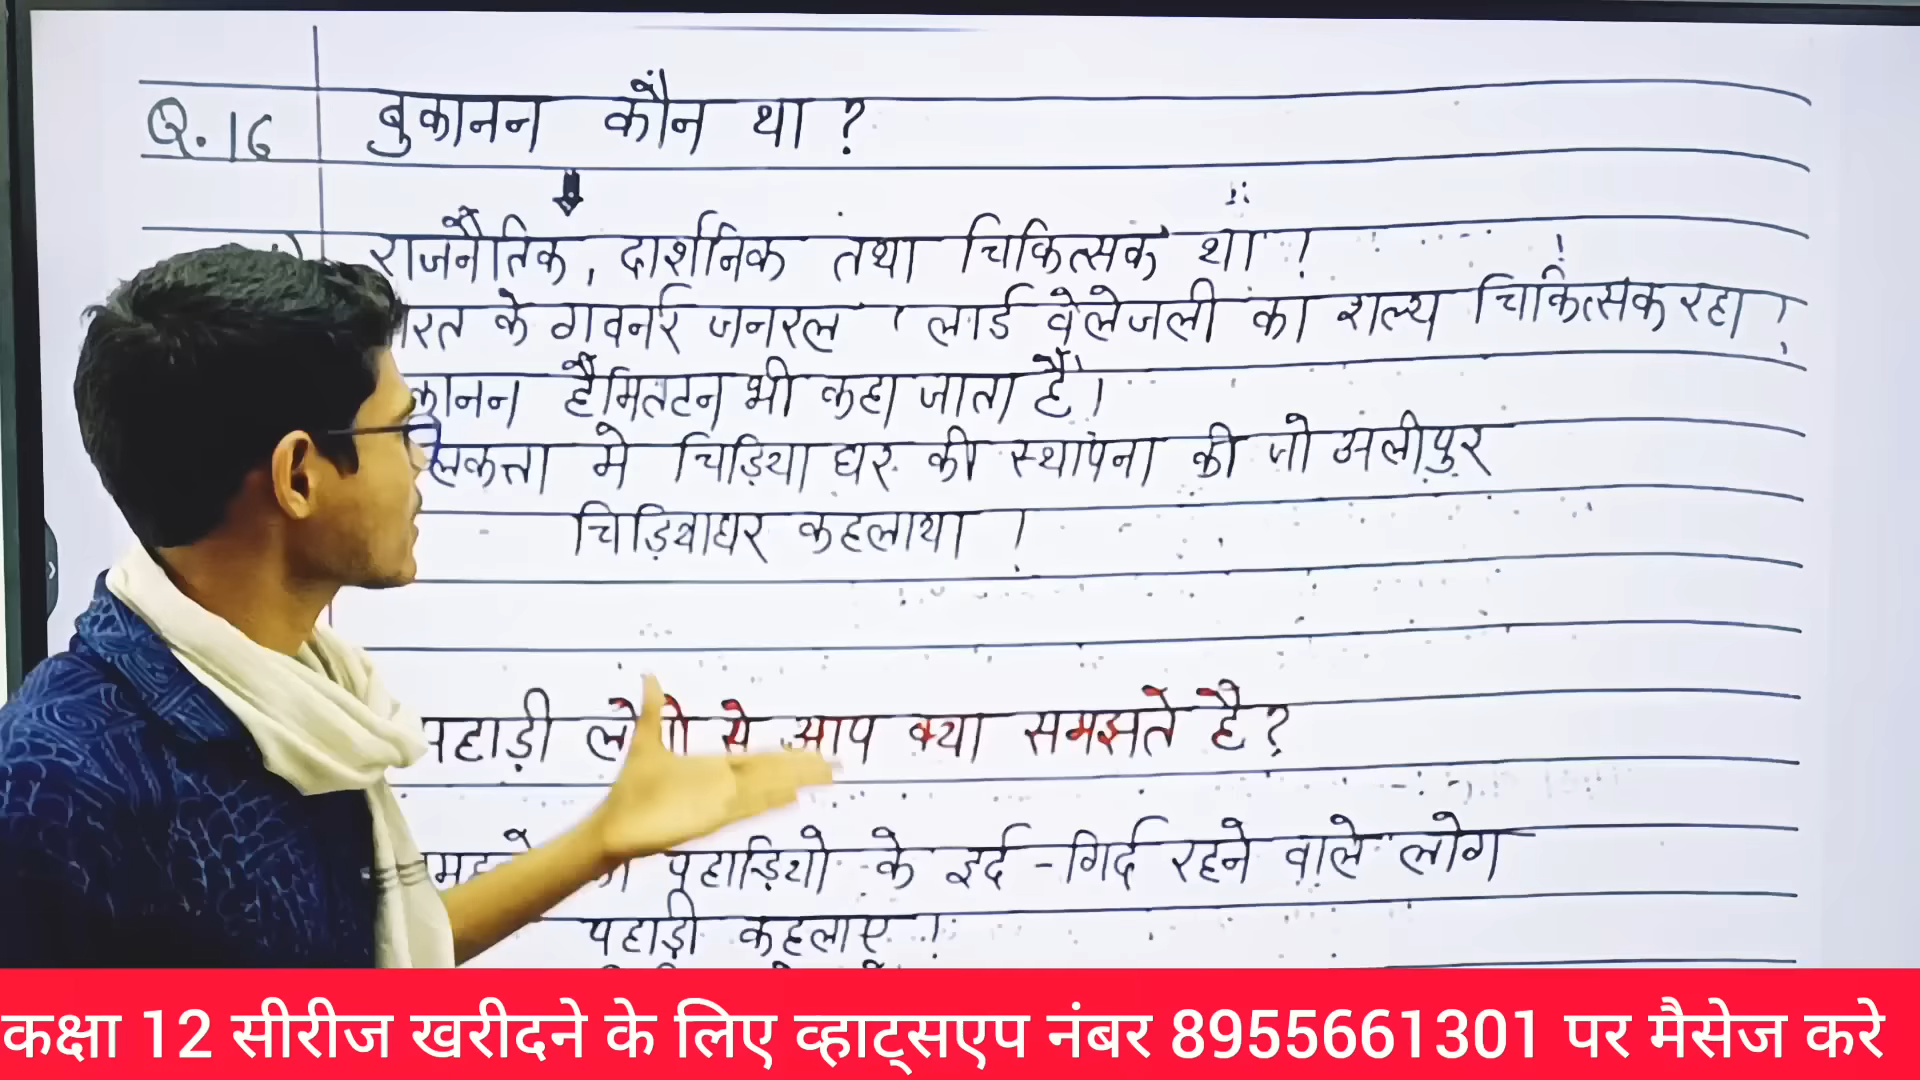 Q.16 बुकानन कौन था ?
राजनैतिक, दार्शनिक तथा चिकित्सक था !
रत के गवर्नर जनरल लार्ड वेलेजली का शल्य चिकित्सक रहा !
कानन हैमिलटन भी कहा जाता है।
लकत्ता मे चिड़िया घर की स्थापना की जो अलीपुर
चिड़ियाघर कहलाया !
पहाड़ी लोगो से आप क्या समझते है ?
पहाड़ियो के इर्द - गिर्द रहने वाले लोग
पहाड़ी कहलाए !
कक्षा 12 सीरीज खरीदने के लिए व्हाट्सएप नंबर 8955661301 पर मैसेज करे